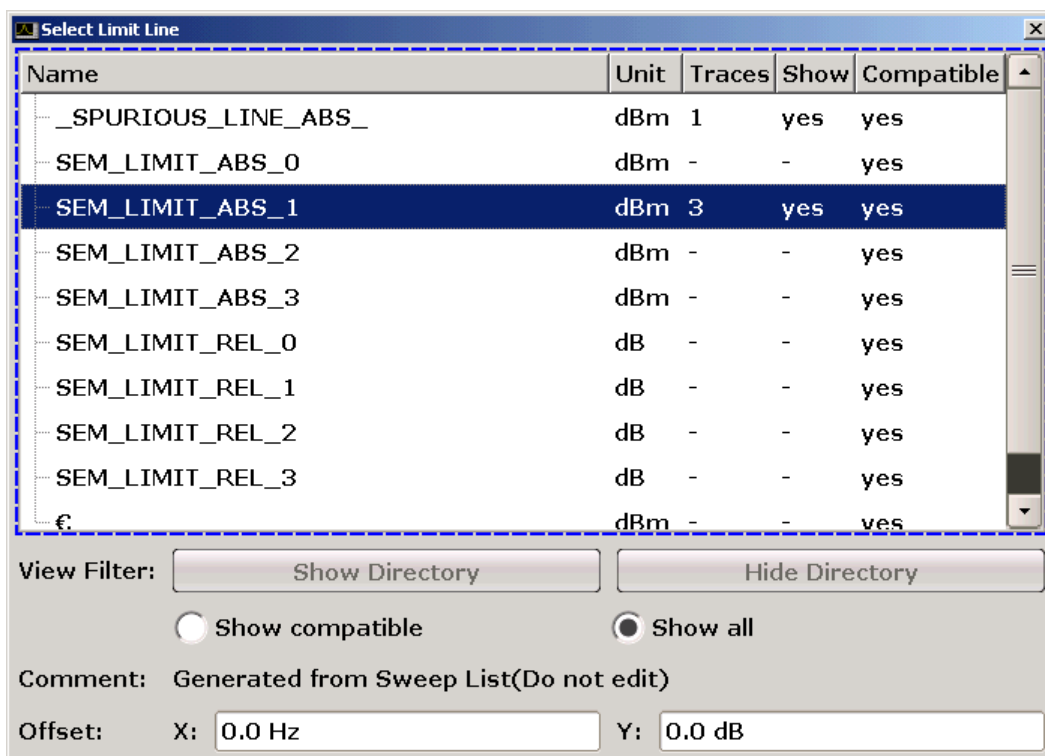 Select Limit Line
Name Unit Traces Show Compatible
_SPURIOUS_LINE_ABS_ dBm 1 yes yes
SEM_LIMIT_ABS_0 dBm - - yes
SEM_LIMIT_ABS_1 dBm 3 yes yes
SEM_LIMIT_ABS_2 dBm - - yes
SEM_LIMIT_ABS_3 dBm - - yes
SEM_LIMIT_REL_0 dB - - yes
SEM_LIMIT_REL_1 dB - - yes
SEM_LIMIT_REL_2 dB - - yes
SEM_LIMIT_REL_3 dB - - yes
dBm - - yes
View Filter: Show Directory Hide Directory
Show compatible Show all
Comment: Generated from Sweep List(Do not edit)
Offset: X: 0.0 Hz Y: 0.0 dB